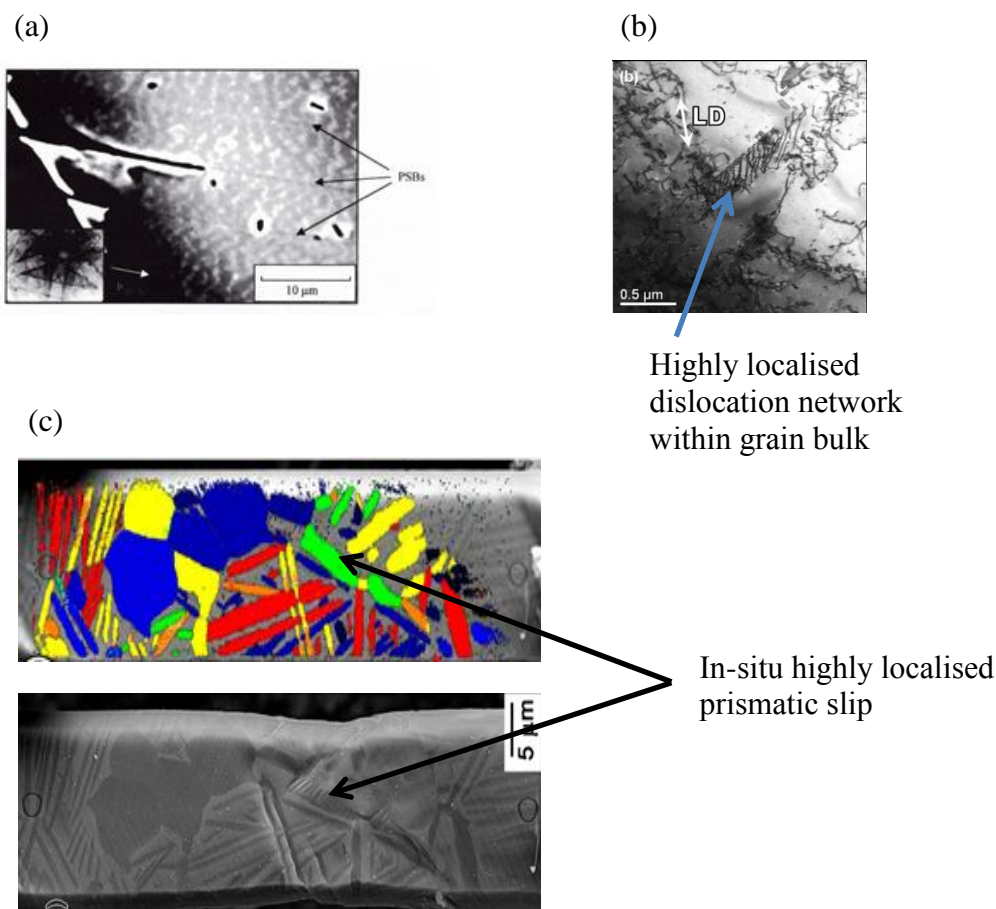 (a)
(b)
PSBs
10 μm
(b)
LD
0.5 μm
Highly localised
dislocation network
within grain bulk
(c)
In-situ highly localised
prismatic slip
5 μm